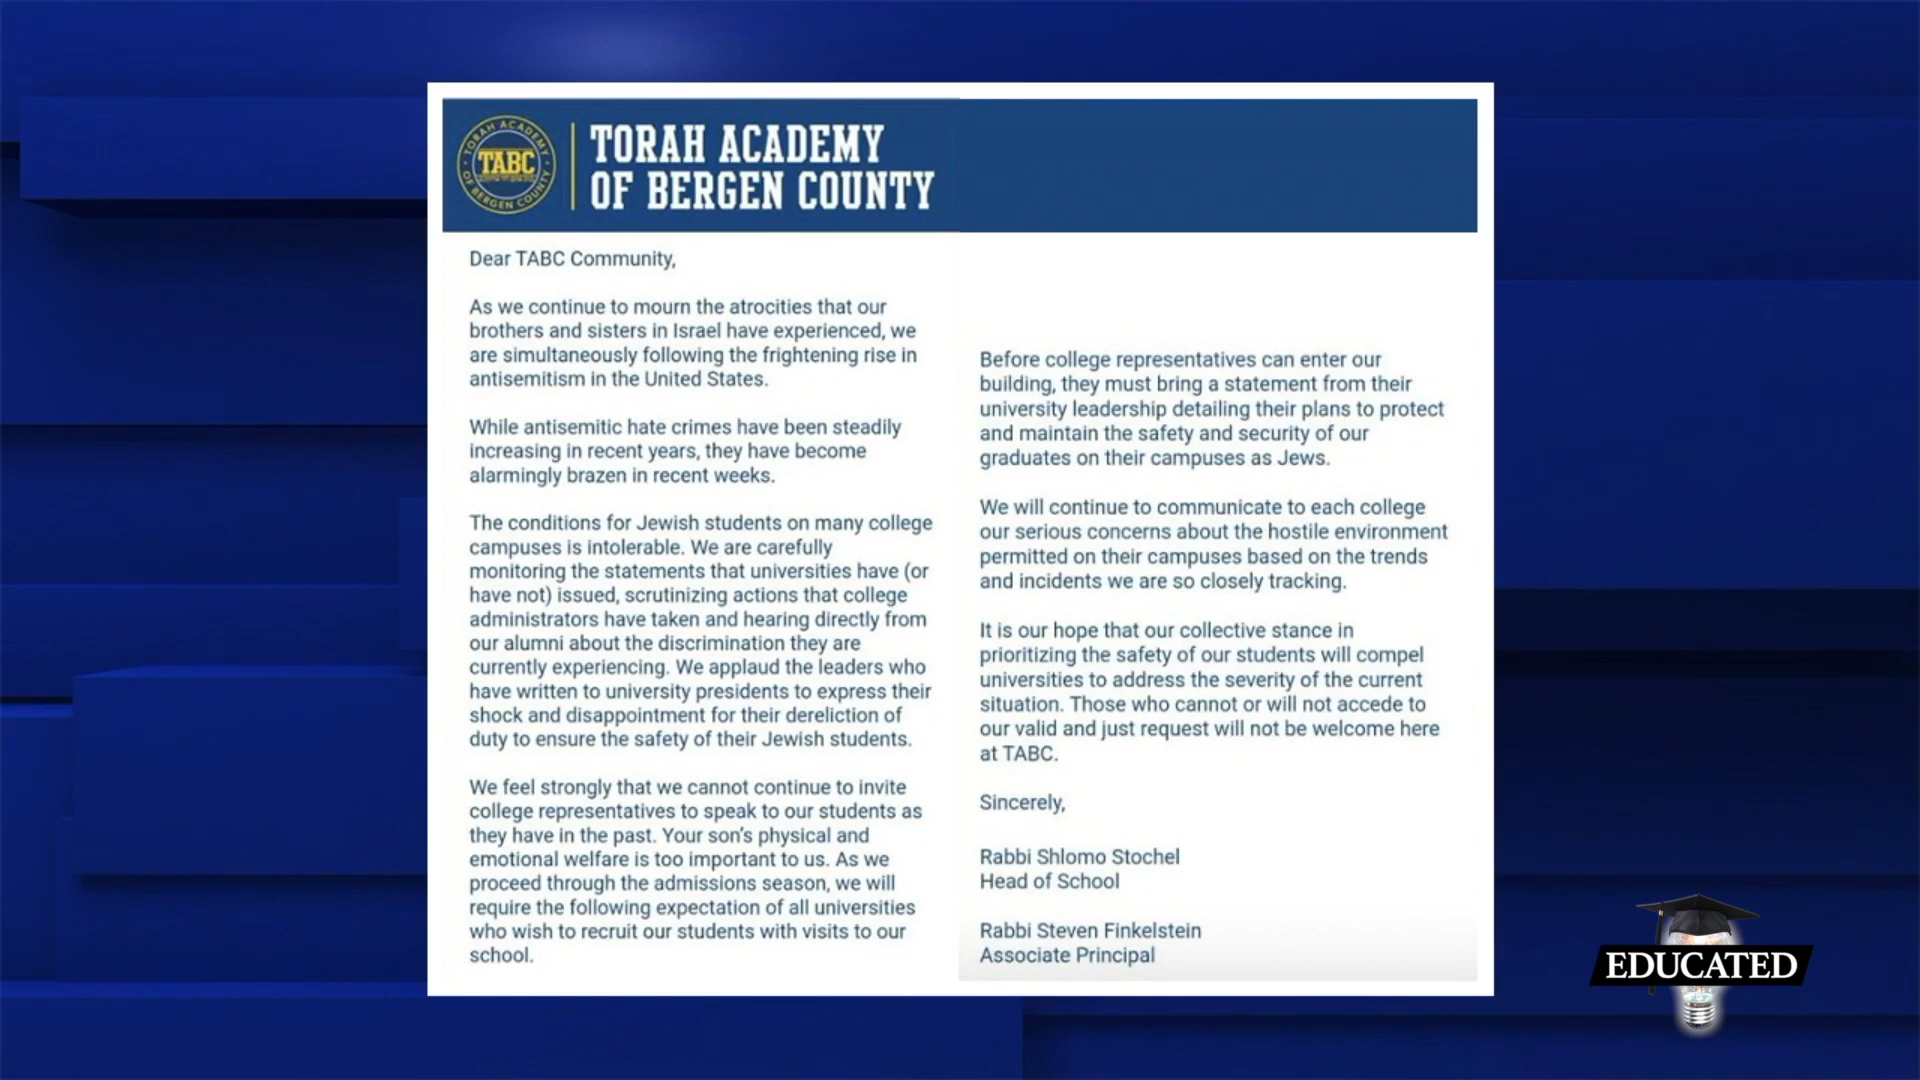 TORAH ACADEMY
OF BERGEN COUNTY
TORAH ACADEMY
TABC
OF BERGEN COUNTY
Dear TABC Community,
As we continue to mourn the atrocities that our
brothers and sisters in Israel have experienced, we
are simultaneously following the frightening rise in
antisemitism in the United States.
While antisemitic hate crimes have been steadily
increasing in recent years, they have become
alarmingly brazen in recent weeks.
The conditions for Jewish students on many college
campuses is intolerable. We are carefully
monitoring the statements that universities have (or
have not) issued, scrutinizing actions that college
administrators have taken and hearing directly from
our alumni about the discrimination they are
currently experiencing. We applaud the leaders who
have written to university presidents to express their
shock and disappointment for their dereliction of
duty to ensure the safety of their Jewish students.
We feel strongly that we cannot continue to invite
college representatives to speak to our students as
they have in the past. Your son's physical and
emotional welfare is too important to us. As we
proceed through the admissions season, we will
require the following expectation of all universities
who wish to recruit our students with visits to our
school.
Before college representatives can enter our
building, they must bring a statement from their
university leadership detailing their plans to protect
and maintain the safety and security of our
graduates on their campuses as Jews.
We will continue to communicate to each college
our serious concerns about the hostile environment
permitted on their campuses based on the trends
and incidents we are so closely tracking.
It is our hope that our collective stance in
prioritizing the safety of our students will compel
universities to address the severity of the current
situation. Those who cannot or will not accede to
our valid and just request will not be welcome here
at TABC.
Sincerely,
Rabbi Shlomo Stochel
Head of School
Rabbi Steven Finkelstein
Associate Principal
EDUCATED